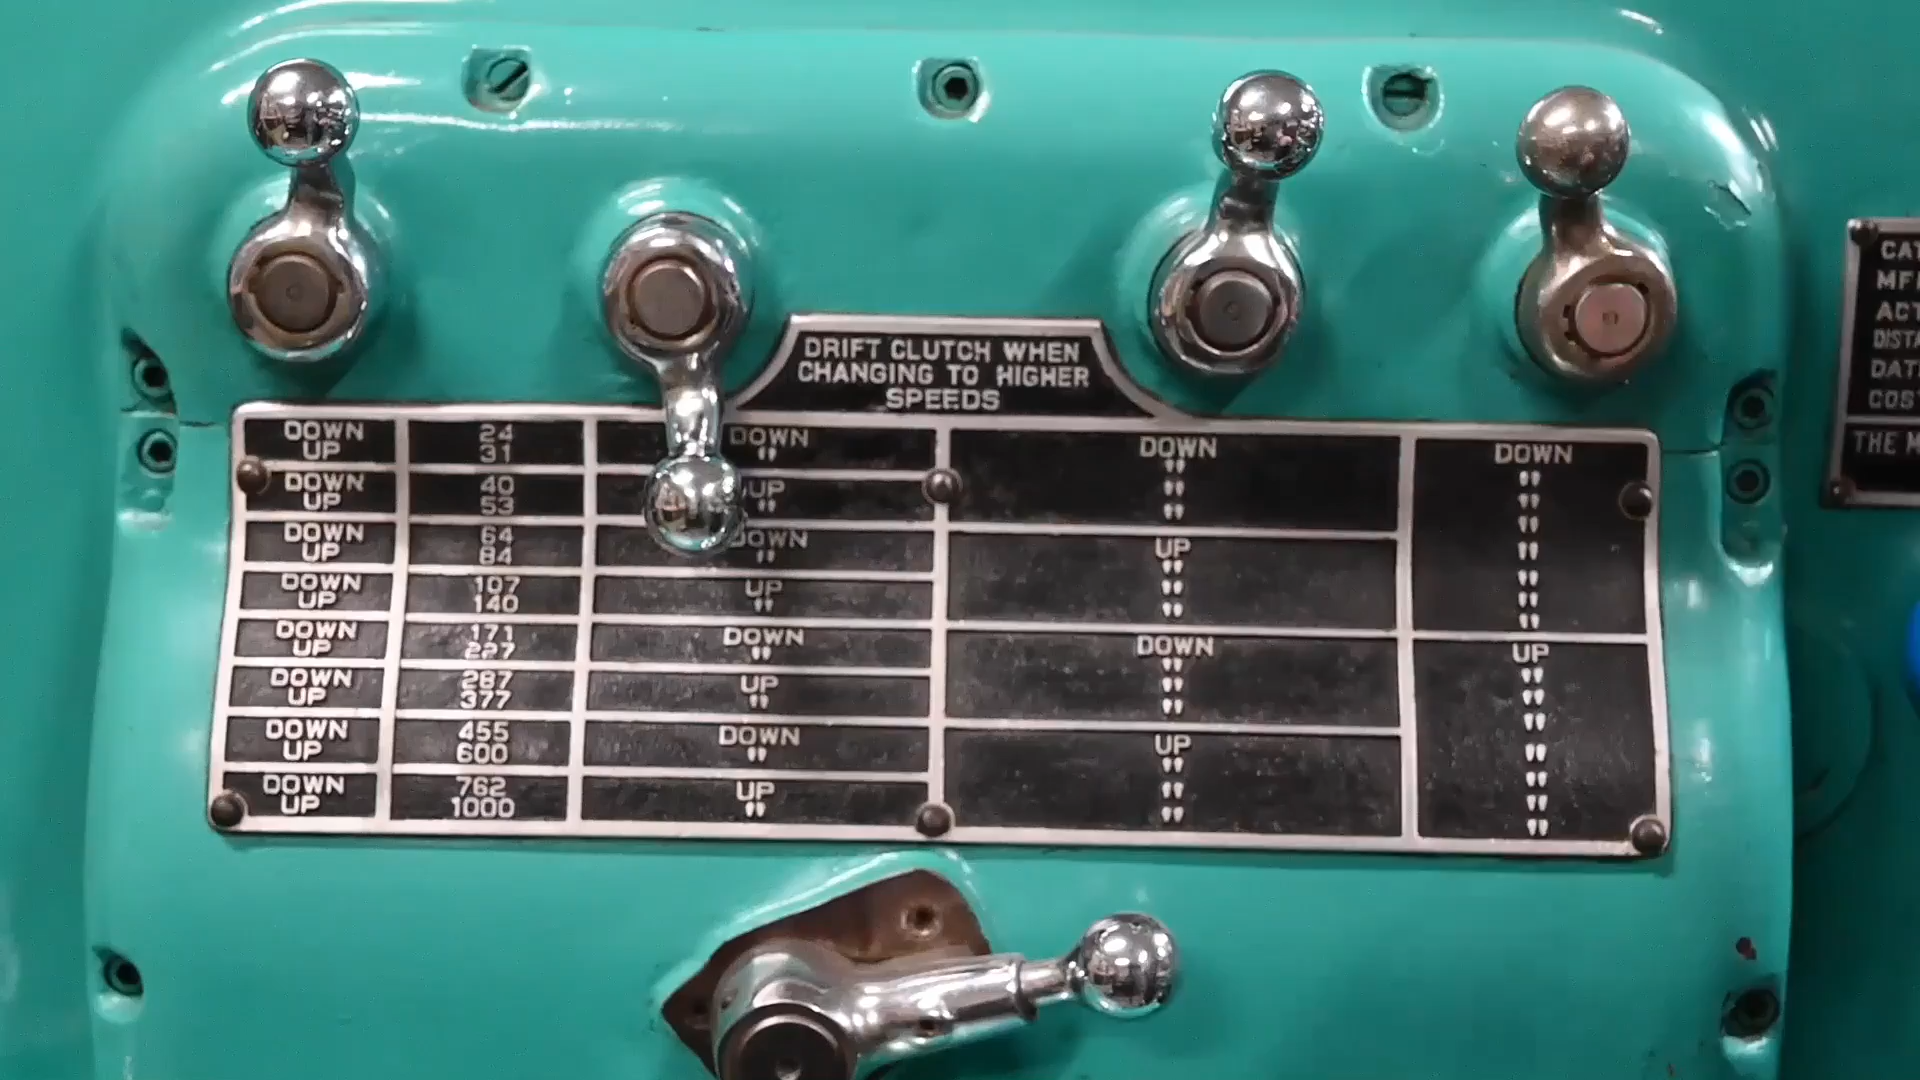 DRIFT CLUTCH WHEN
CHANGING TO HIGHER
SPEEDS
DOWN 24 DOWN DOWN DOWN
UP 31 " " "
DOWN 40 UP " "
UP 53 " " "
DOWN 64 DOWN UP "
UP 84 " " "
DOWN 107 UP " "
UP 140 " " "
DOWN 171 DOWN DOWN UP
UP 227 " " "
DOWN 287 UP " "
UP 377 " " "
DOWN 455 DOWN UP "
UP 600 " " "
DOWN 762 UP " "
UP 1000 " " "
THE